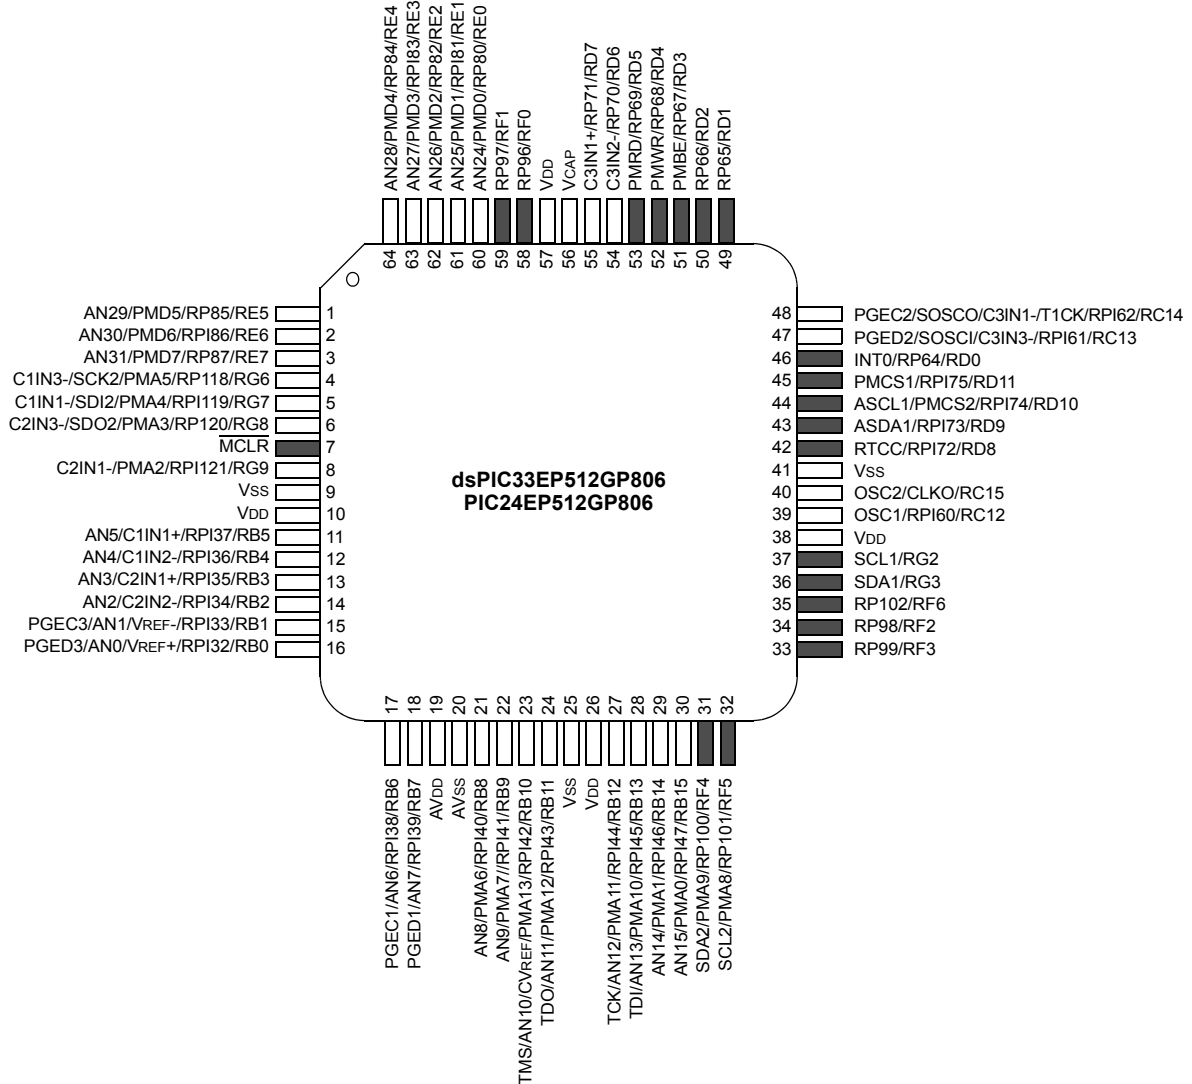 AN28/PMD4/RP84/RE4
AN27/PMD3/RPI83/RE3
AN26/PMD2/RP82/RE2
AN25/PMD1/RPI81/RE1
AN24/PMD0/RP80/RE0
RP97/RF1
RP96/RF0
VDD
VCAP
C3IN1+/RP71/RD7
C3IN2-/RP70/RD6
PMRD/RP69/RD5
PMWR/RP68/RD4
PMBE/RP67/RD3
RP66/RD2
RP65/RD1
64
63
62
61
60
59
58
57
56
55
54
53
52
51
50
49
AN29/PMD5/RP85/RE5 1
AN30/PMD6/RPI86/RE6 2
AN31/PMD7/RP87/RE7 3
C1IN3-/SCK2/PMA5/RP118/RG6 4
C1IN1-/SDI2/PMA4/RPI119/RG7 5
C2IN3-/SDO2/PMA3/RP120/RG8 6
MCLR 7
C2IN1-/PMA2/RPI121/RG9 8
VSS 9
VDD 10
AN5/C1IN1+/RPI37/RB5 11
AN4/C1IN2-/RPI36/RB4 12
AN3/C2IN1+/RPI35/RB3 13
AN2/C2IN2-/RPI34/RB2 14
PGEC3/AN1/VREF-/RPI33/RB1 15
PGED3/AN0/VREF+/RPI32/RB0 16
dsPIC33EP512GP806
PIC24EP512GP806
48 PGEC2/SOSCO/C3IN1-/T1CK/RPI62/RC14
47 PGED2/SOSCI/C3IN3-/RPI61/RC13
46 INT0/RP64/RD0
45 PMCS1/RPI75/RD11
44 ASCL1/PMCS2/RPI74/RD10
43 ASDA1/RPI73/RD9
42 RTCC/RPI72/RD8
41 VSS
40 OSC2/CLKO/RC15
39 OSC1/RPI60/RC12
38 VDD
37 SCL1/RG2
36 SDA1/RG3
35 RP102/RF6
34 RP98/RF2
33 RP99/RF3
17
18
19
20
21
22
23
24
25
26
27
28
29
30
31
32
PGEC1/AN6/RPI38/RB6
PGED1/AN7/RPI39/RB7
AVDD
AVSS
AN8/PMA6/RPI40/RB8
AN9/PMA7//RPI41/RB9
TMS/AN10/CVREF/PMA13/RPI42/RB10
TDO/AN11/PMA12/RPI43/RB11
VSS
VDD
TCK/AN12/PMA11/RPI44/RB12
TDI/AN13/PMA10/RPI45/RB13
AN14/PMA1/RPI46/RB14
AN15/PMA0/RPI47/RB15
SDA2/PMA9/RP100/RF4
SCL2/PMA8/RP101/RF5